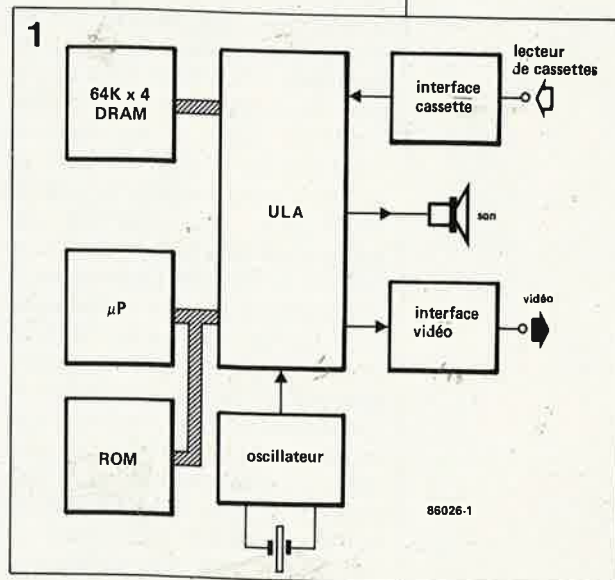 1
64K x 4
DRAM
ULA
interface
cassette
lecteur
de cassettes
son
µP
interface
vidéo
vidéo
ROM
oscillateur
86026-1